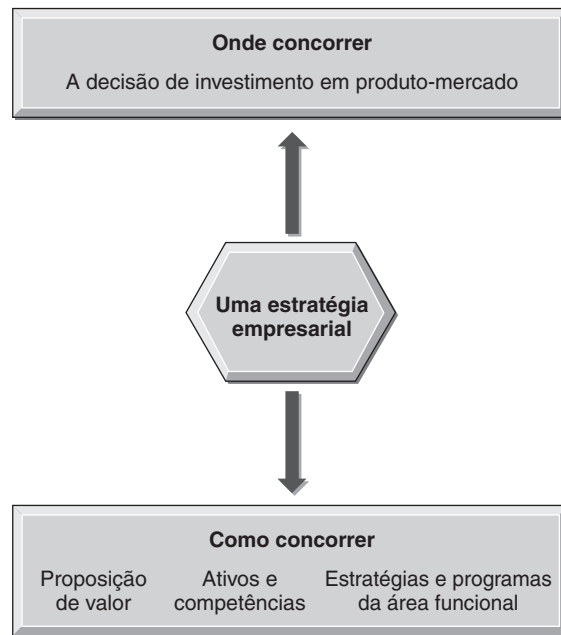 Onde concorrer
A decisão de investimento em produto-mercado
Uma estratégia
empresarial
Como concorrer
Proposição
de valor
Ativos e
competências
Estratégias e programas
da área funcional